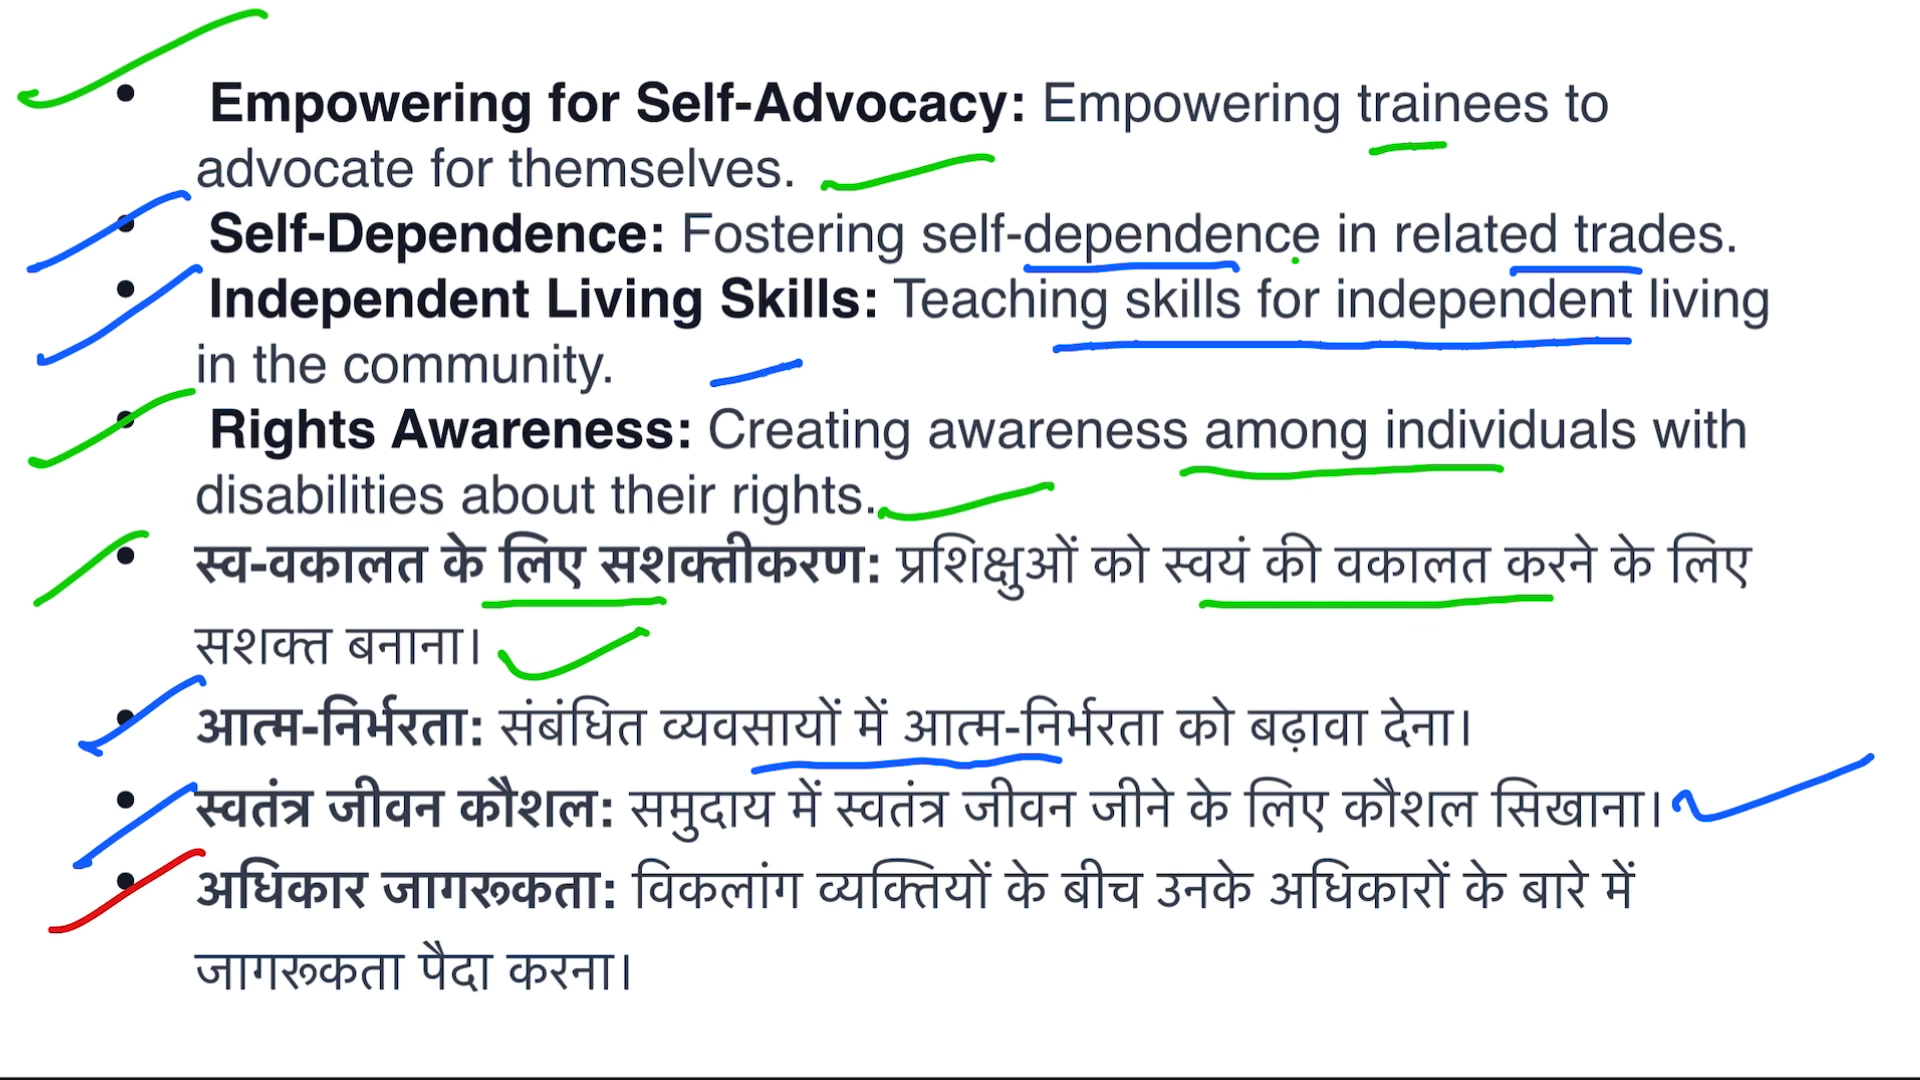 • Empowering for Self-Advocacy: Empowering trainees to
advocate for themselves.
• Self-Dependence: Fostering self-dependence in related trades.
• Independent Living Skills: Teaching skills for independent living
in the community.
• Rights Awareness: Creating awareness among individuals with
disabilities about their rights.
• स्व-वकालत के लिए सशक्तीकरण: प्रशिक्षुओं को स्वयं की वकालत करने के लिए
सशक्त बनाना।
• आत्म-निर्भरता: संबंधित व्यवसायों में आत्म-निर्भरता को बढ़ावा देना।
• स्वतंत्र जीवन कौशल: समुदाय में स्वतंत्र जीवन जीने के लिए कौशल सिखाना।
• अधिकार जागरूकता: विकलांग व्यक्तियों के बीच उनके अधिकारों के बारे में
जागरूकता पैदा करना।